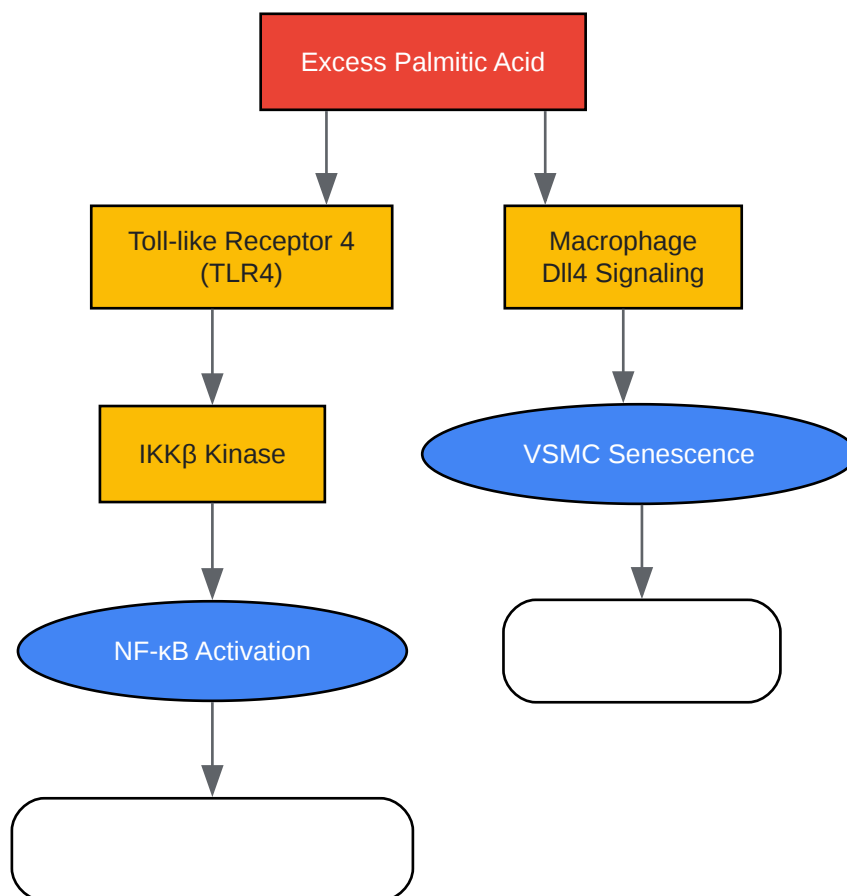 Excess Palmitic Acid
Toll-like Receptor 4
(TLR4)
Macrophage
Dll4 Signaling
IKKβ Kinase
VSMC Senescence
NF-κB Activation